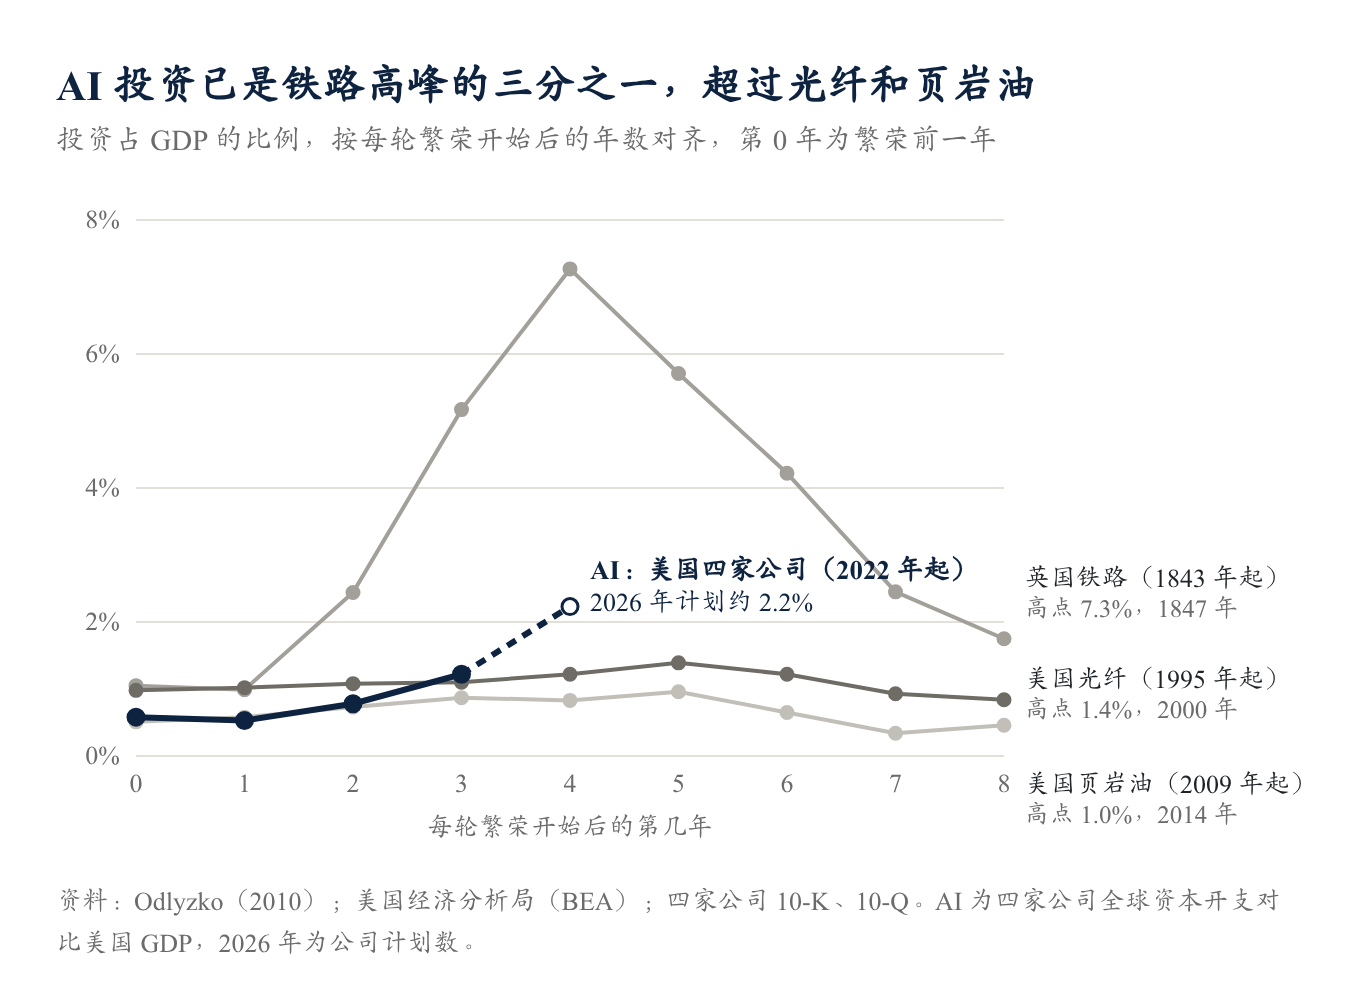 AI 投资已是铁路高峰的三分之一，超过光纤和页岩油
投资占 GDP 的比例，按每轮繁荣开始后的年数对齐，第 0 年为繁荣前一年
8%
6%
4%
2%
0%
AI：美国四家公司（2022 年起）
2026 年计划约 2.2%
英国铁路（1843 年起）
高点 7.3%，1847 年
美国光纤（1995 年起）
高点 1.4%，2000 年
美国页岩油（2009 年起）
高点 1.0%，2014 年
0 1 2 3 4 5 6 7 8
每轮繁荣开始后的第几年
资料：Odlyzko（2010）；美国经济分析局（BEA）；四家公司 10-K、10-Q。AI 为四家公司全球资本开支对
比美国 GDP，2026 年为公司计划数。